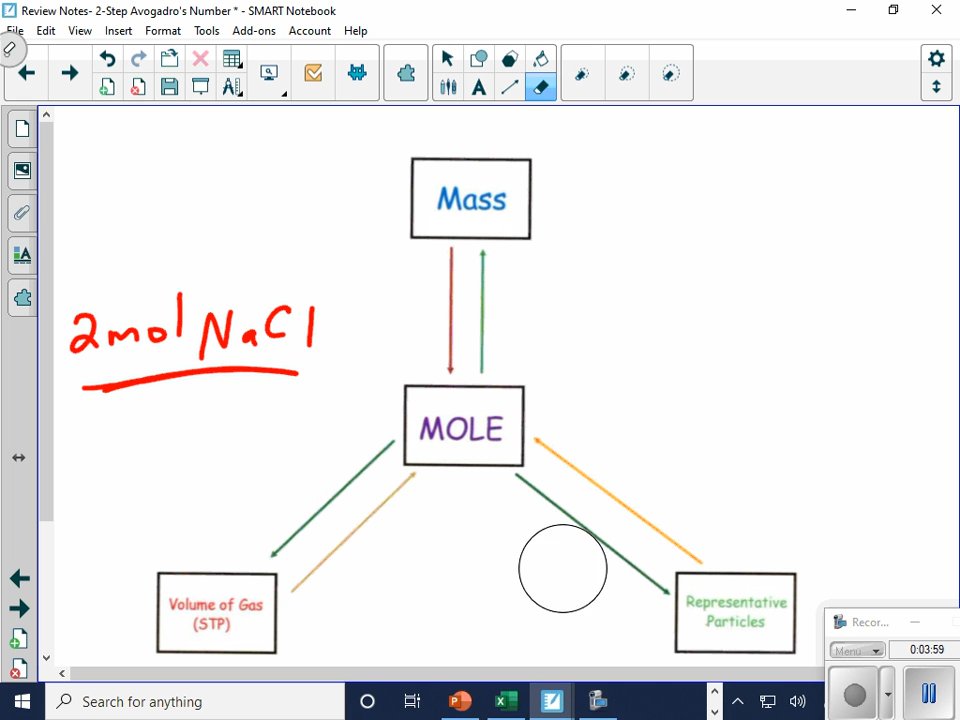 Review Notes- 2-Step Avogadro's Number * - SMART Notebook
File Edit View Insert Format Tools Add-ons Account Help
Mass
2mol NaCl
MOLE
Volume of Gas
(STP)
Representative
Particles
Recor...
Menu
0:03:59
Search for anything